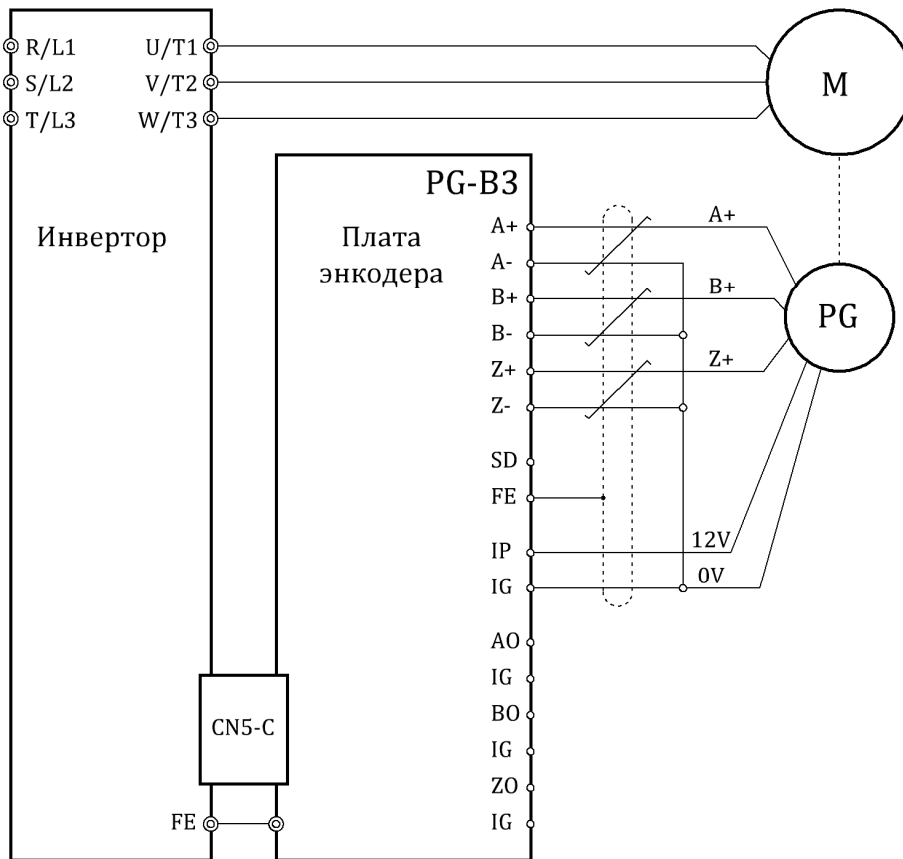 R/L1 U/T1
S/L2 V/T2
T/L3 W/T3
M
PG-B3
Инвертор
Плата
энкодера
A+ A+
A-
B+ B+
PG
B-
Z+ Z+
Z-
SD
FE
IP 12V
IG 0V
AO
IG
BO
CN5-C
IG
ZO
FE IG